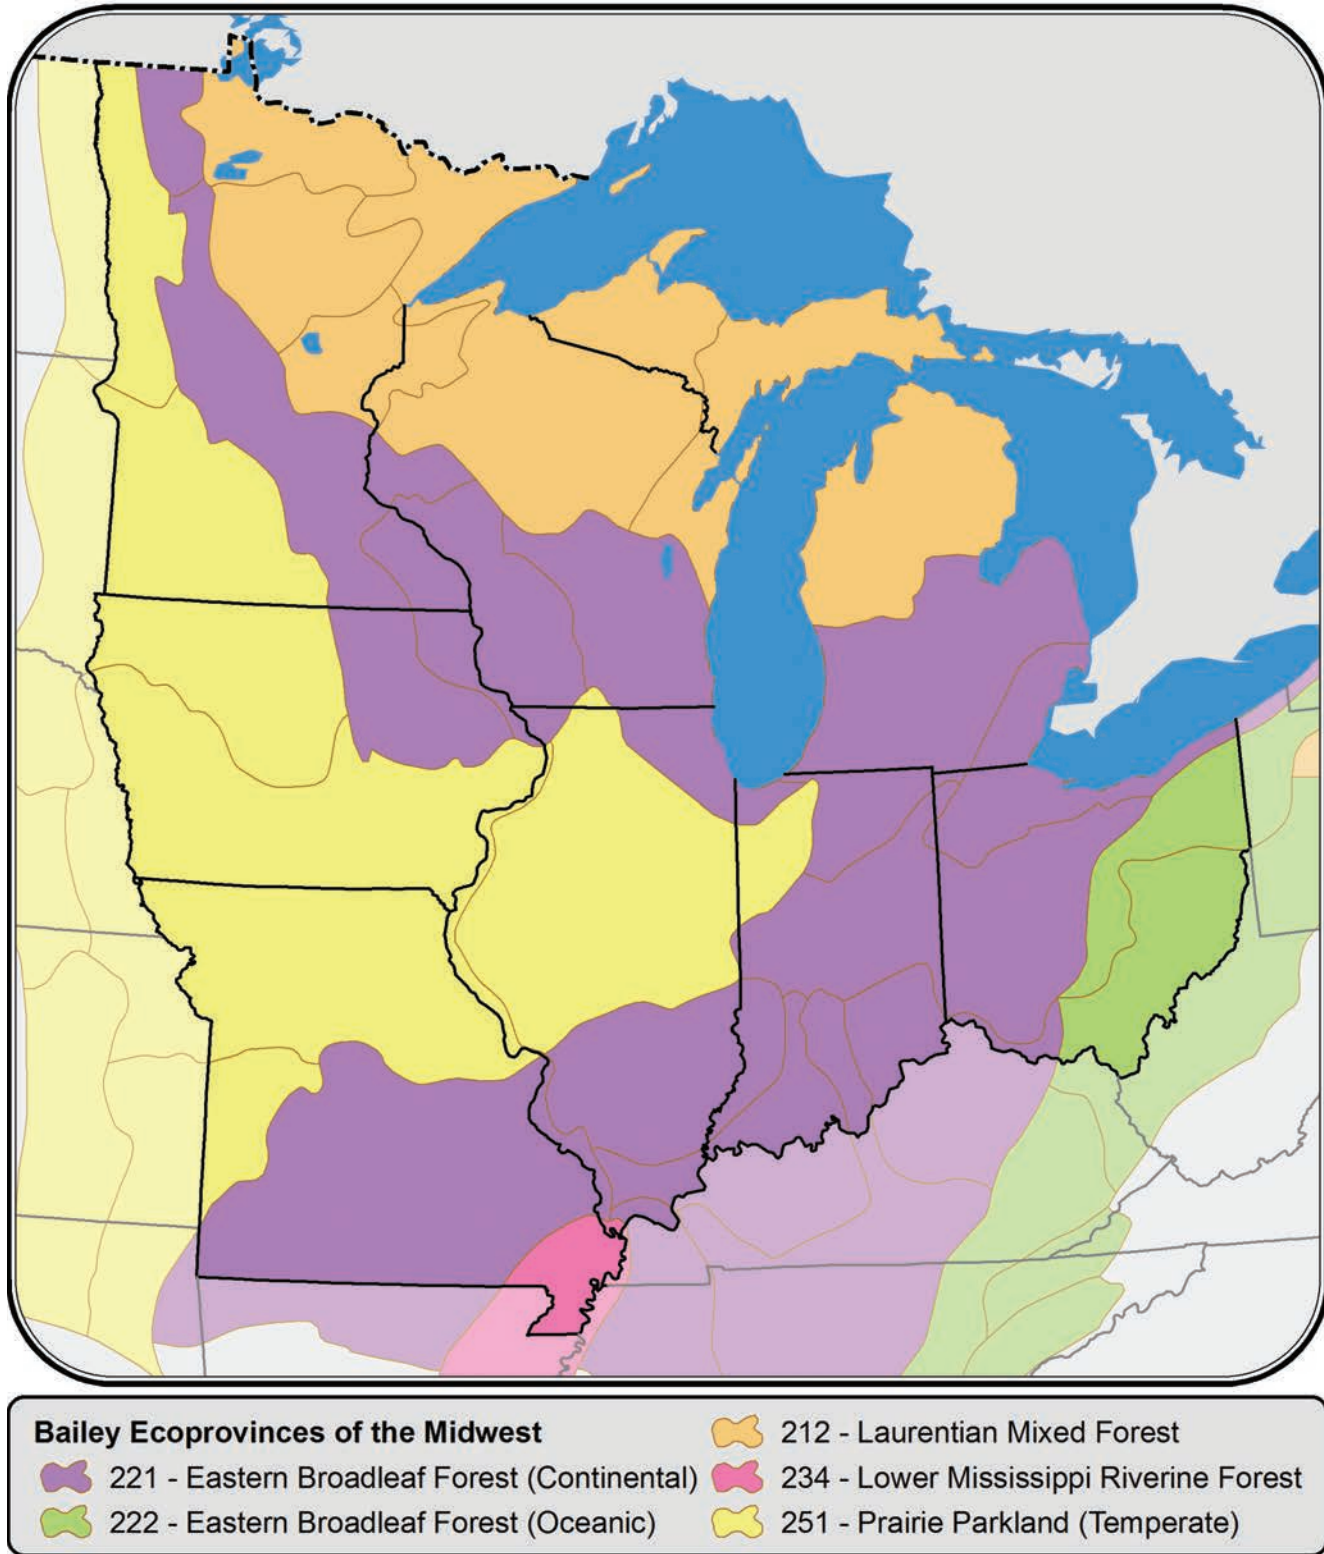 Bailey Ecoprovinces of the Midwest
221 - Eastern Broadleaf Forest (Continental)
222 - Eastern Broadleaf Forest (Oceanic)
212 - Laurentian Mixed Forest
234 - Lower Mississippi Riverine Forest
251 - Prairie Parkland (Temperate)